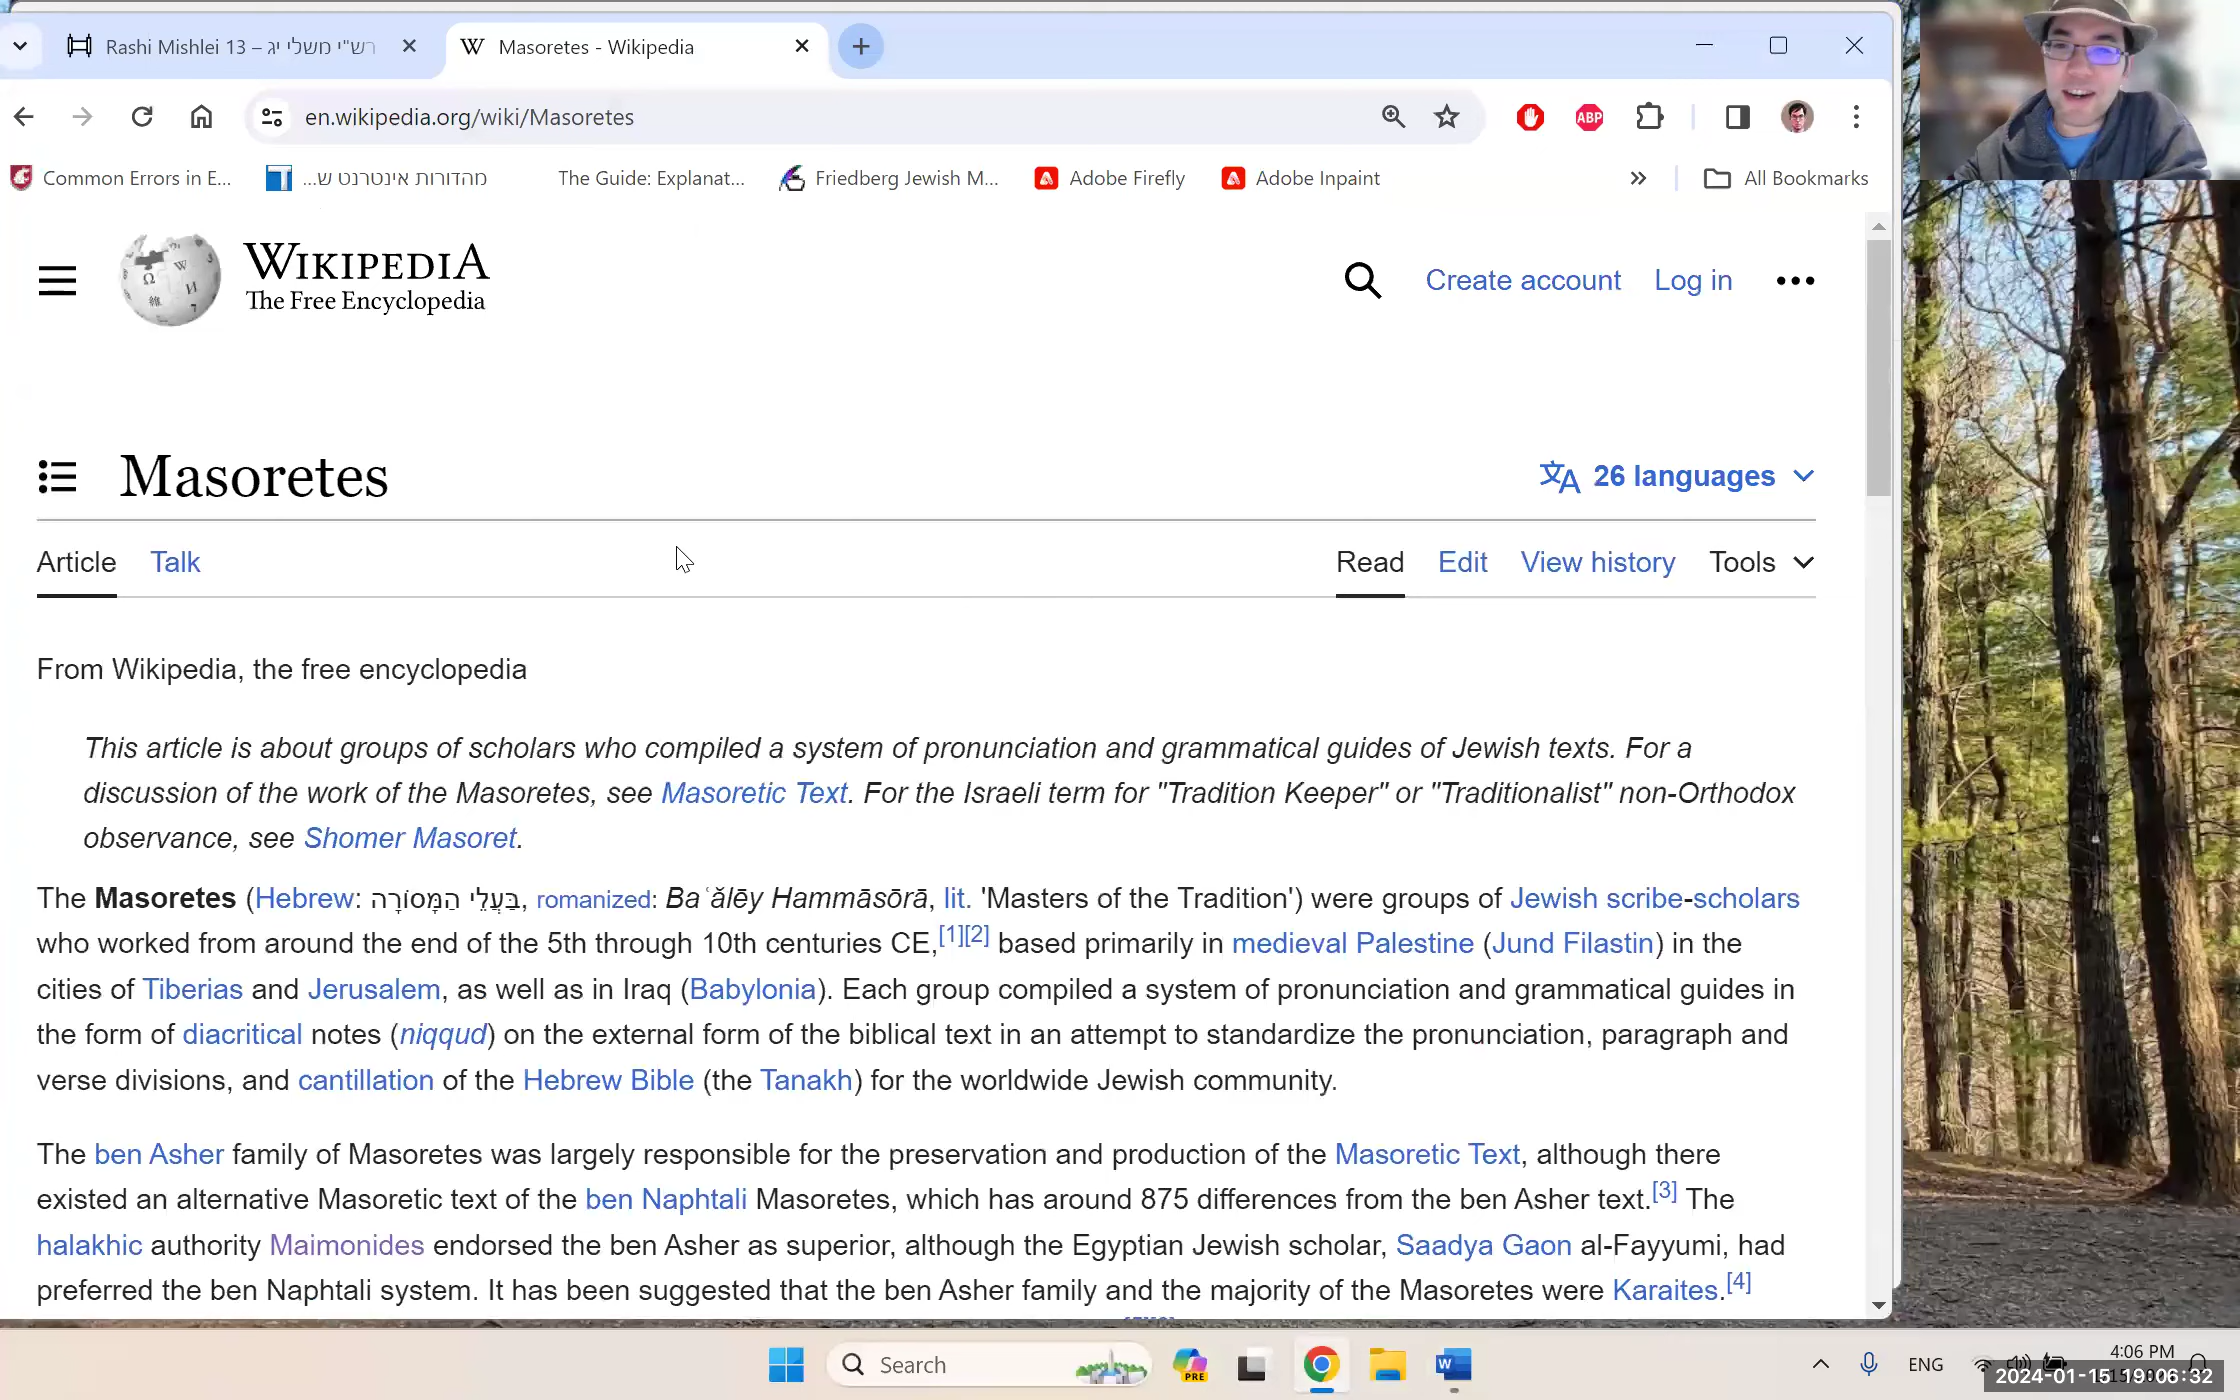 Rashi Mishlei 13 – רש"י משלי יג
Masoretes - Wikipedia
en.wikipedia.org/wiki/Masoretes
ABP
Common Errors in E...
מהדורות אינטרנט ש...
The Guide: Explanat...
Friedberg Jewish M...
Adobe Firefly
Adobe Inpaint
All Bookmarks
WIKIPEDIA
The Free Encyclopedia
Create account
Log in
Masoretes
26 languages
Article
Talk
Read
Edit
View history
Tools
From Wikipedia, the free encyclopedia
This article is about groups of scholars who compiled a system of pronunciation and grammatical guides of Jewish texts. For a
discussion of the work of the Masoretes, see Masoretic Text. For the Israeli term for "Tradition Keeper" or "Traditionalist" non-Orthodox
observance, see Shomer Masoret.
The Masoretes (Hebrew: בַּעֲלֵי הַמָּסוֹרָה, romanized: Baʿălēy Hammāsōrā, lit. 'Masters of the Tradition') were groups of Jewish scribe-scholars
who worked from around the end of the 5th through 10th centuries CE,[1][2] based primarily in medieval Palestine (Jund Filastin) in the
cities of Tiberias and Jerusalem, as well as in Iraq (Babylonia). Each group compiled a system of pronunciation and grammatical guides in
the form of diacritical notes (niqqud) on the external form of the biblical text in an attempt to standardize the pronunciation, paragraph and
verse divisions, and cantillation of the Hebrew Bible (the Tanakh) for the worldwide Jewish community.
The ben Asher family of Masoretes was largely responsible for the preservation and production of the Masoretic Text, although there
existed an alternative Masoretic text of the ben Naphtali Masoretes, which has around 875 differences from the ben Asher text.[3] The
halakhic authority Maimonides endorsed the ben Asher as superior, although the Egyptian Jewish scholar, Saadya Gaon al-Fayyumi, had
preferred the ben Naphtali system. It has been suggested that the ben Asher family and the majority of the Masoretes were Karaites.[4]
Search
PRE
W
ENG
4:06 PM
2024-01-15 19:06:32